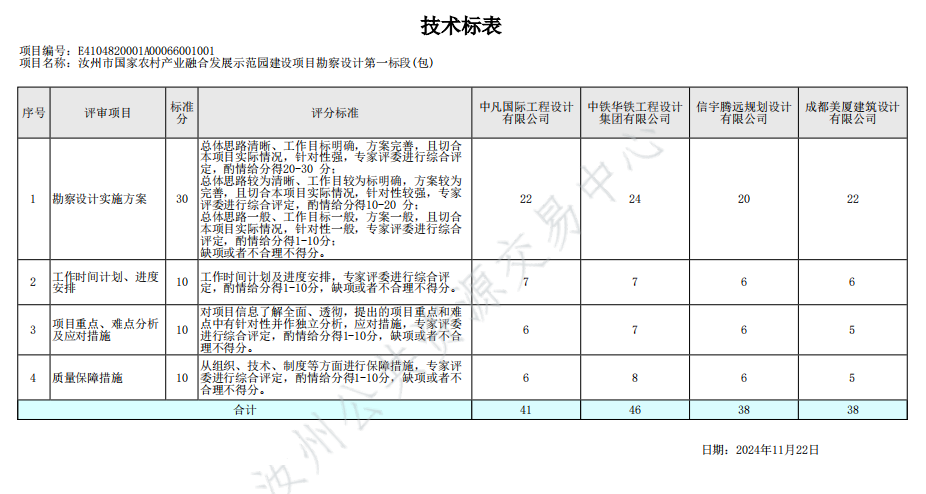 技术标表
项目编号：E4104820001A00066001001
项目名称：汝州市国家农村产业融合发展示范园建设项目勘察设计第一标段(包)
序号 评审项目 标准分 评分标准 中凡国际工程设计有限公司 中铁华铁工程设计集团有限公司 信宇腾远规划设计有限公司 成都美厦建筑设计有限公司
1 勘察设计实施方案 30
总体思路清晰、工作目标明确，方案完善，且切合
本项目实际情况，针对性强，专家评委进行综合评
定，酌情给分得20-30 分；
总体思路较为清晰、工作目较为标明确，方案较为
完善，且切合本项目实际情况，针对性较强，专家
评委进行综合评定，酌情给分得10-20 分；
总体思路一般、工作目标一般，方案一般，且切合
本项目实际情况，针对性一般，专家评委进行综合
评定，酌情给分得1-10分；
缺项或者不合理不得分。
22 24 20 22
2 工作时间计划、进度安排 10
工作时间计划及进度安排，专家评委进行综合评
定，酌情给分得1-10分，缺项或者不合理不得分。
7 7 6 6
3 项目重点、难点分析及应对措施 10
对项目信息了解全面、透彻，提出的项目重点和难
点中有针对性并作独立分析，应对措施，专家评委
进行综合评定，酌情给分得1-10分，缺项或者不合
理不得分。
6 7 6 5
4 质量保障措施 10
从组织、技术、制度等方面进行保障措施，专家评
委进行综合评定，酌情给分得1-10分，缺项或者不
合理不得分。
6 8 6 5
合计 41 46 38 38
日期：2024年11月22日
汝州公共资源交易中心